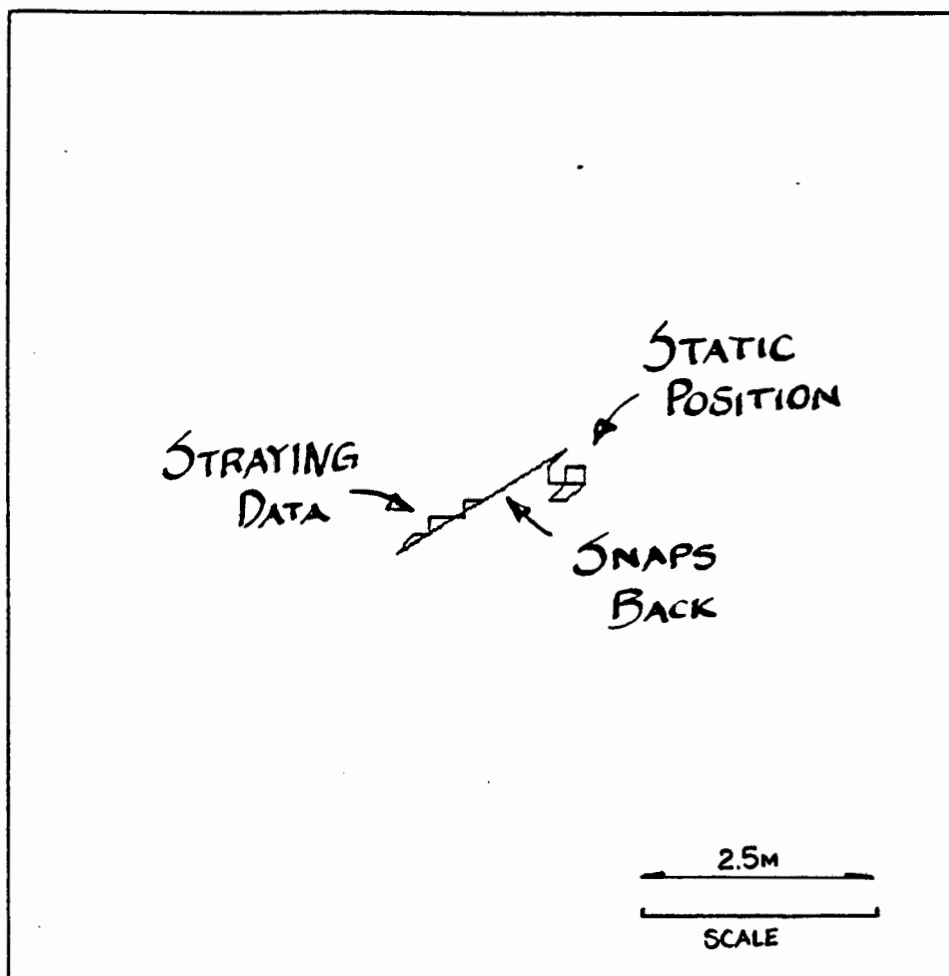 STATIC
POSITION
STRAYING
DATA
SNAPS
BACK
2.5M
SCALE